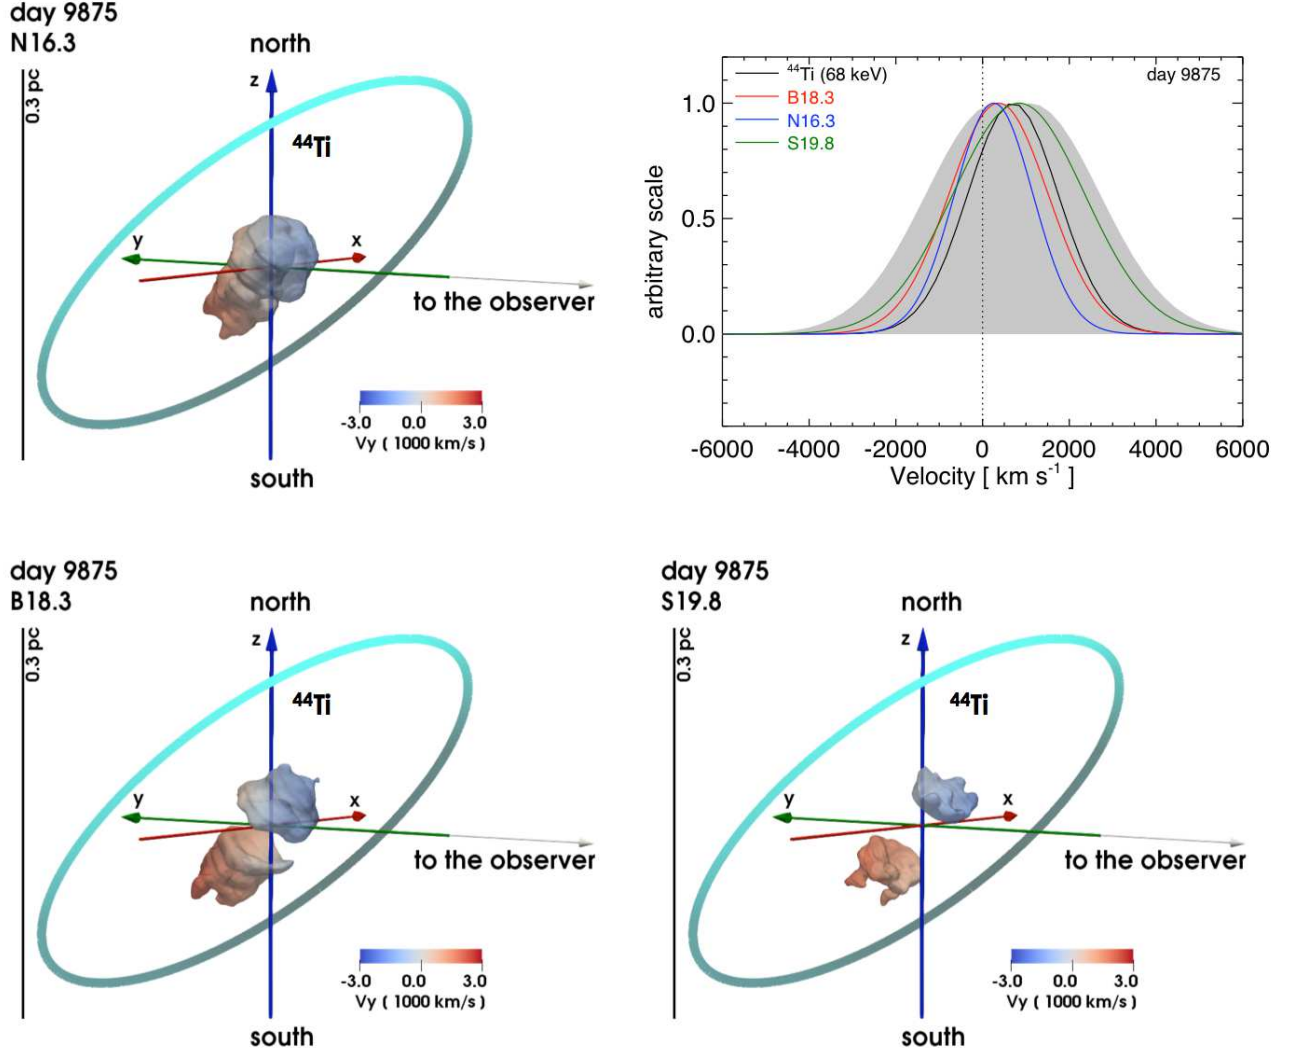 day 9875
N16.3
north
z
0.3 pc
⁴⁴Ti
y
x
to the observer
-3.0 0.0 3.0
Vy ( 1000 km/s )
south
⁴⁴Ti (68 keV)
day 9875
B18.3
N16.3
S19.8
1.0
0.5
0.0
arbitrary scale
-6000 -4000 -2000 0 2000 4000 6000
Velocity [ km s⁻¹ ]
day 9875
B18.3
north
z
0.3 pc
⁴⁴Ti
y
x
to the observer
-3.0 0.0 3.0
Vy ( 1000 km/s )
south
day 9875
S19.8
north
z
0.3 pc
⁴⁴Ti
y
x
to the observer
-3.0 0.0 3.0
Vy ( 1000 km/s )
south